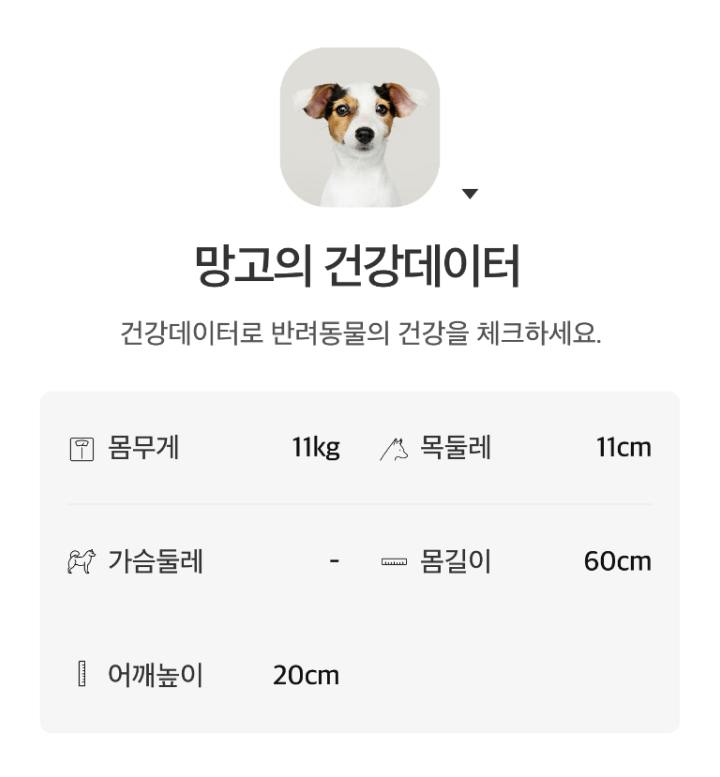 망고의 건강데이터
건강데이터로 반려동물의 건강을 체크하세요.
몸무게 11kg 목둘레 11cm
가슴둘레 - 몸길이 60cm
어깨높이 20cm